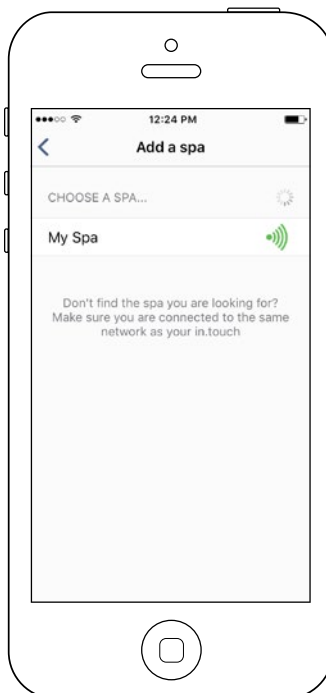 12:24 PM
Add a spa
CHOOSE A SPA...
My Spa
Don't find the spa you are looking for?
Make sure you are connected to the same
network as your in.touch